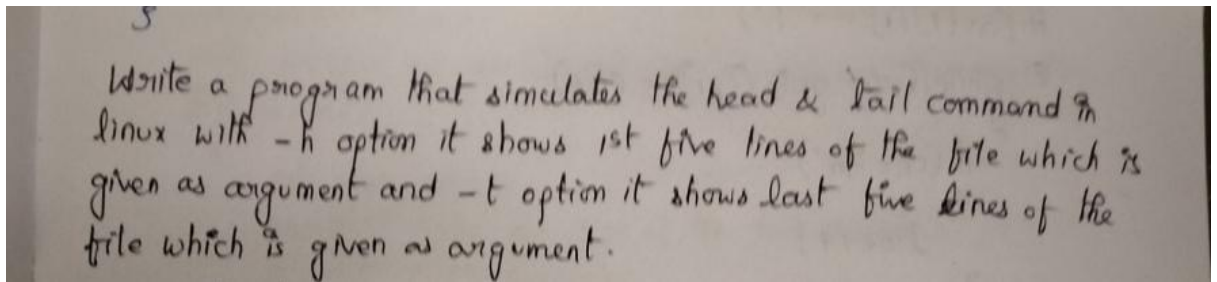 Write a program that simulates the head & tail command in
linux with -h option it shows 1st five lines of the file which is
given as argument and -t option it shows last five lines of the
file which is given as argument.